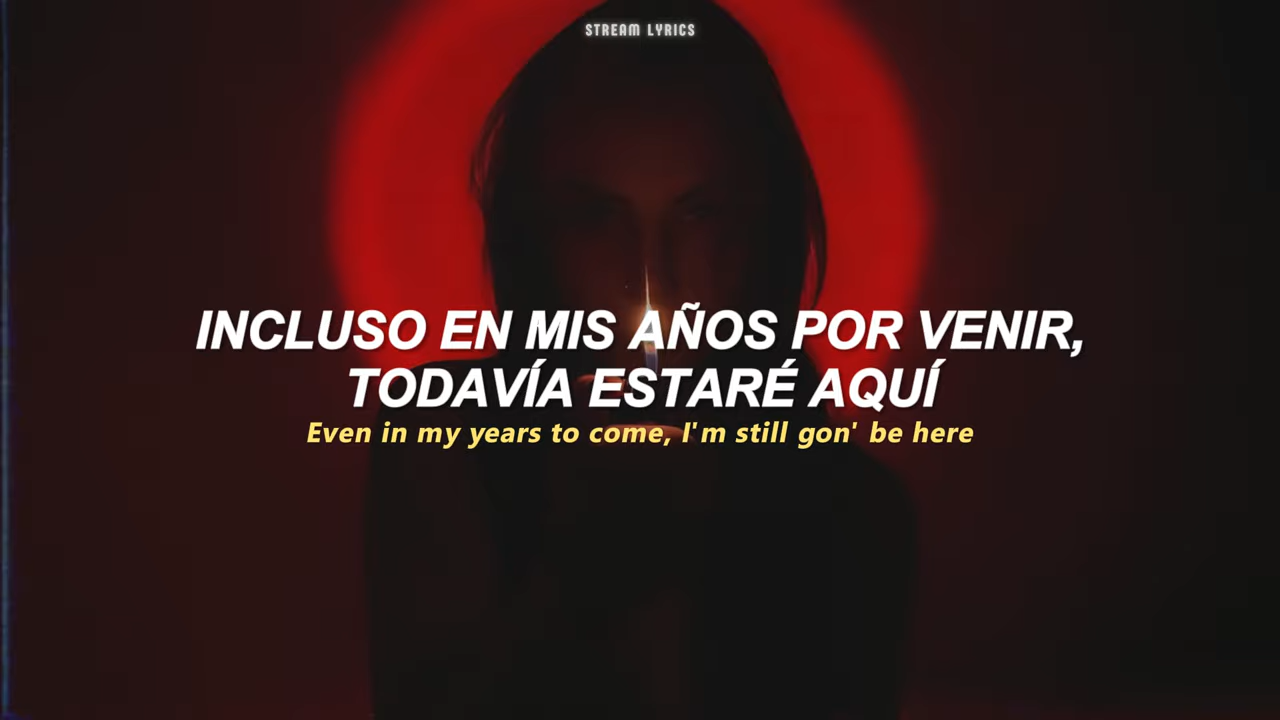 STREAM LYRICS
INCLUSO EN MIS AÑOS POR VENIR,
TODAVÍA ESTARÉ AQUÍ
Even in my years to come, I'm still gon' be here